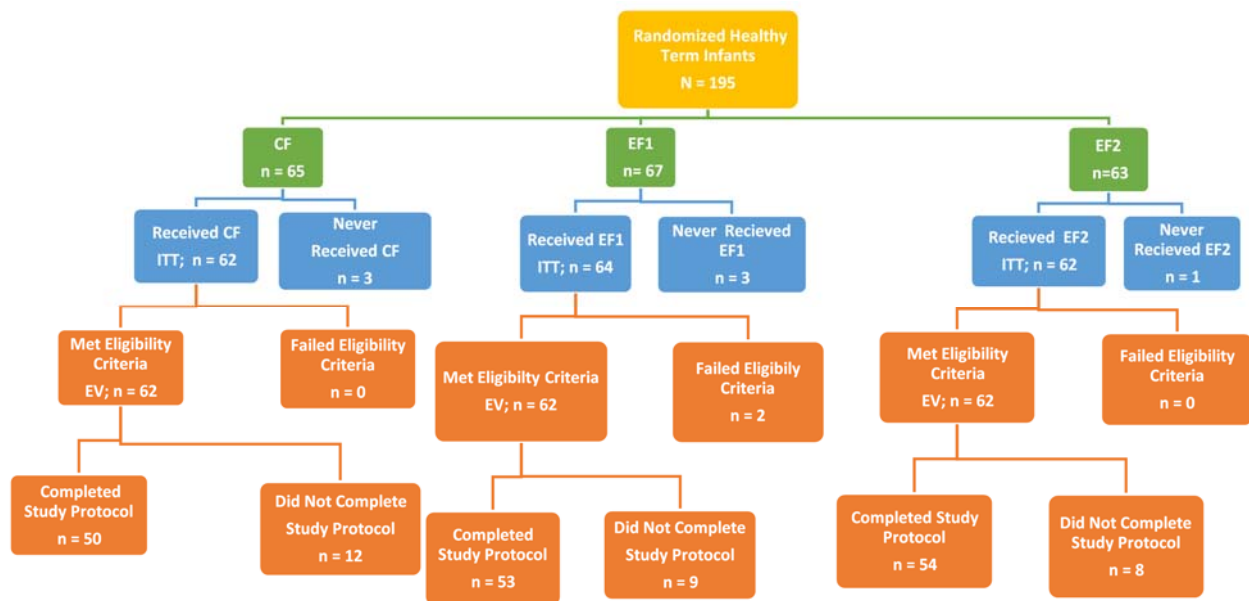 Randomized Healthy
Term Infants
N = 195
CF
n = 65
EF1
n= 67
EF2
n=63
Received CF
ITT; n = 62
Never
Received CF
n = 3
Received EF1
ITT; n = 64
Never Recieved
EF1
n = 3
Recieved EF2
ITT; n = 62
Never
Recieved EF2
n = 1
Met Eligibility
Criteria
EV; n = 62
Failed Eligibility
Criteria
n = 0
Met Eligibilty Criteria
EV; n = 62
Failed Eligibily
Criteria
n = 2
Met Eligibility
Criteria
EV; n = 62
Failed Eligibility
Criteria
n = 0
Completed
Study Protocol
n = 50
Did Not Complete
Study Protocol
n = 12
Completed
Study Protocol
n = 53
Did Not Complete
Study Protocol
n = 9
Completed Study
Protocol
n = 54
Did Not Complete
Study Protocol
n = 8